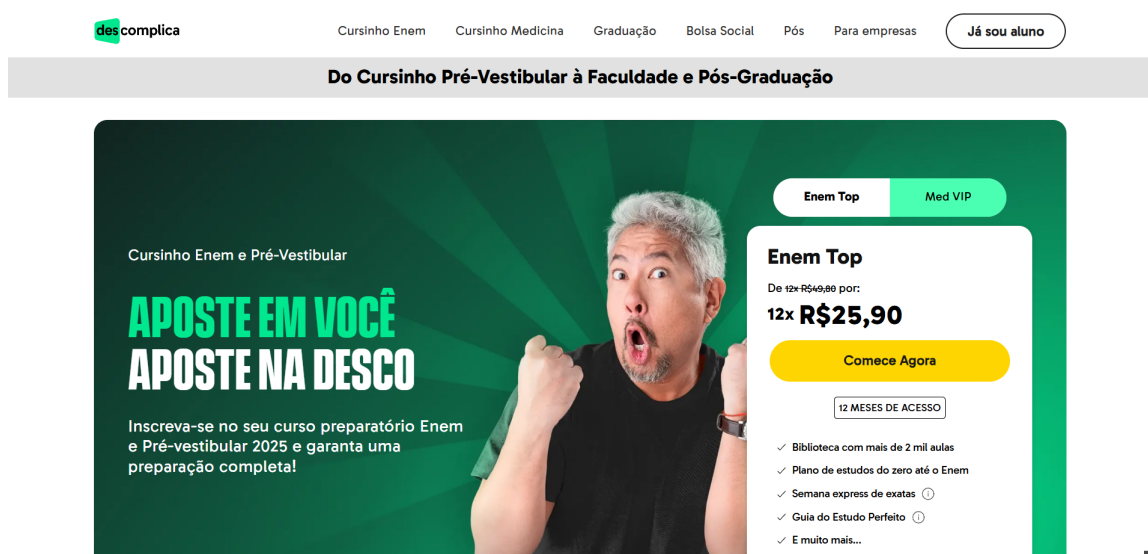 descomplica
Cursinho Enem
Cursinho Medicina
Graduação
Bolsa Social
Pós
Para empresas
Já sou aluno
Do Cursinho Pré-Vestibular à Faculdade e Pós-Graduação
Cursinho Enem e Pré-Vestibular
APOSTE EM VOCÊ
APOSTE NA DESCO
Inscreva-se no seu curso preparatório Enem
e Pré-vestibular 2025 e garanta uma
preparação completa!
Enem Top
Med VIP
Enem Top
De 12x R$49,80 por:
12x R$25,90
Comece Agora
12 MESES DE ACESSO
Biblioteca com mais de 2 mil aulas
Plano de estudos do zero até o Enem
Semana express de exatas
Guia do Estudo Perfeito
E muito mais...